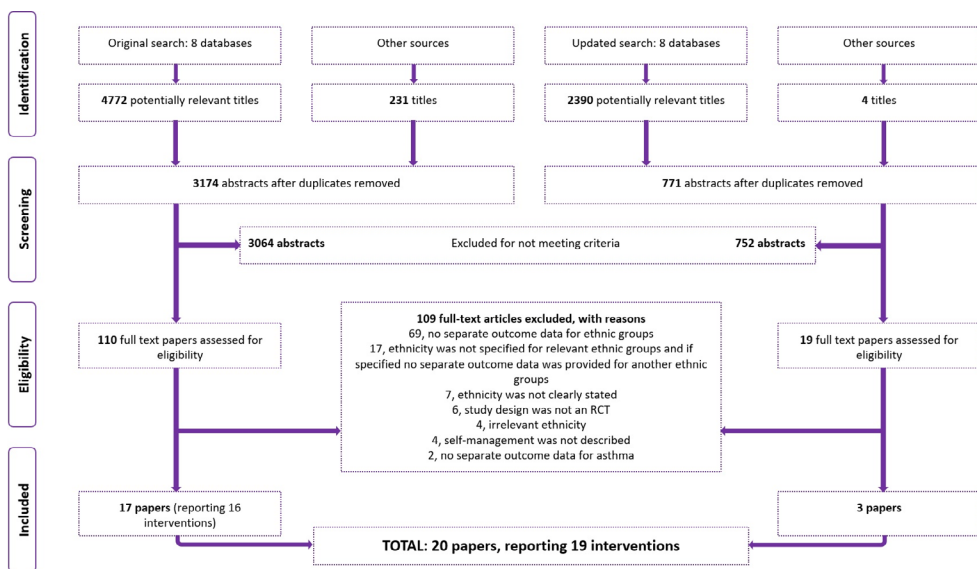 Identification
Original search: 8 databases
Other sources
Updated search: 8 databases
Other sources
4772 potentially relevant titles
231 titles
2390 potentially relevant titles
4 titles
Screening
3174 abstracts after duplicates removed
771 abstracts after duplicates removed
3064 abstracts
Excluded for not meeting criteria
752 abstracts
Eligibility
110 full text papers assessed for
eligibility
109 full-text articles excluded, with reasons
69, no separate outcome data for ethnic groups
17, ethnicity was not specified for relevant ethnic groups and if
specified no separate outcome data was provided for another ethnic
groups
7, ethnicity was not clearly stated
6, study design was not an RCT
4, irrelevant ethnicity
4, self-management was not described
2, no separate outcome data for asthma
19 full text papers assessed for
eligibility
Included
17 papers (reporting 16
interventions)
3 papers
TOTAL: 20 papers, reporting 19 interventions